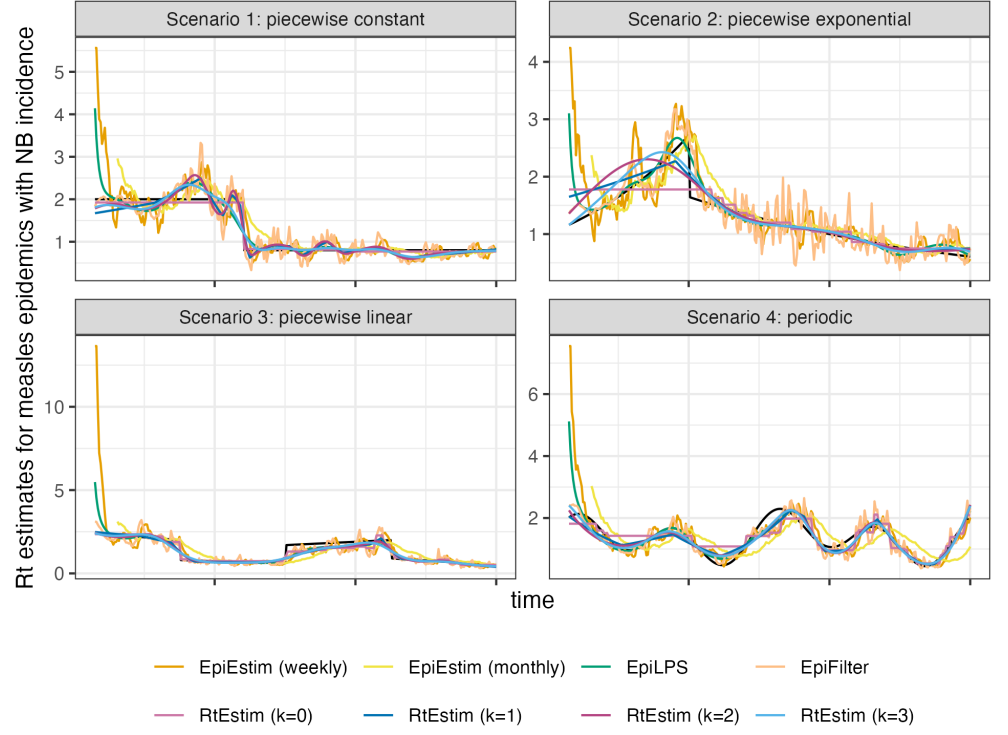 Rt estimates for measles epidemics with NB incidence
Scenario 1: piecewise constant
5
4
3
2
1
Scenario 2: piecewise exponential
4
3
2
1
Scenario 3: piecewise linear
10
5
0
Scenario 4: periodic
6
4
2
time
EpiEstim (weekly)
EpiEstim (monthly)
EpiLPS
EpiFilter
RtEstim (k=0)
RtEstim (k=1)
RtEstim (k=2)
RtEstim (k=3)